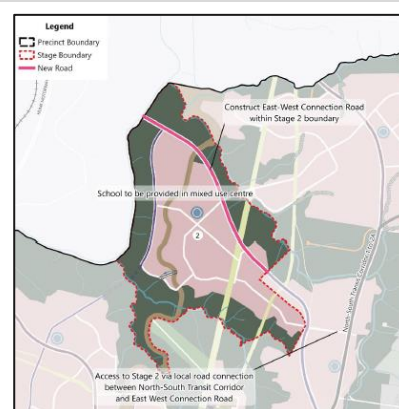 Legend
Precinct Boundary
Stage Boundary
New Road
Construct East-West Connection Road
within Stage 2 boundary
School to be provided in mixed use centre
2
North-South Transit Corridor
Access to Stage 2 via local road connection
between North-South Transit Corridor
and East West Connection Road